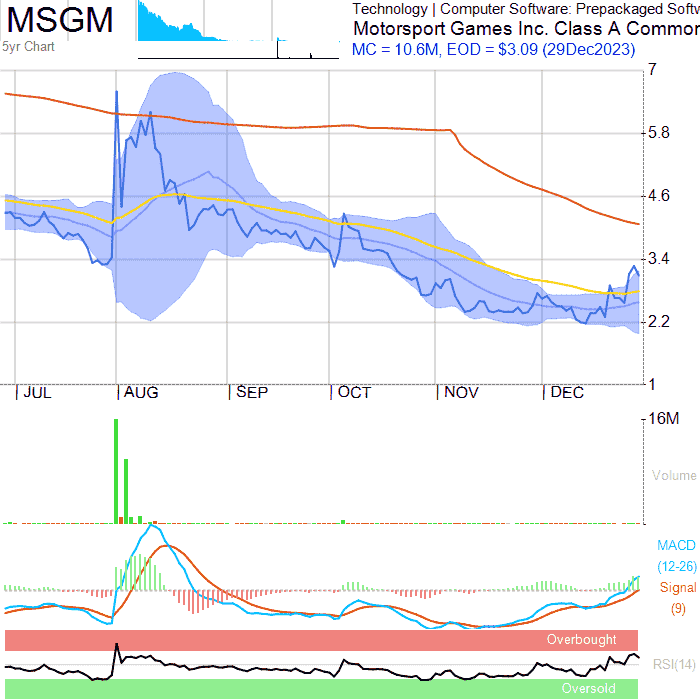 MSGM
5yr Chart
Technology | Computer Software: Prepackaged Softw
Motorsport Games Inc. Class A Common
MC = 10.6M, EOD = $3.09 (29Dec2023)
7
5.8
4.6
3.4
2.2
1
JUL AUG SEP OCT NOV DEC
16M
Volume
MACD
(12-26)
Signal
(9)
Overbought
RSI(14)
Oversold